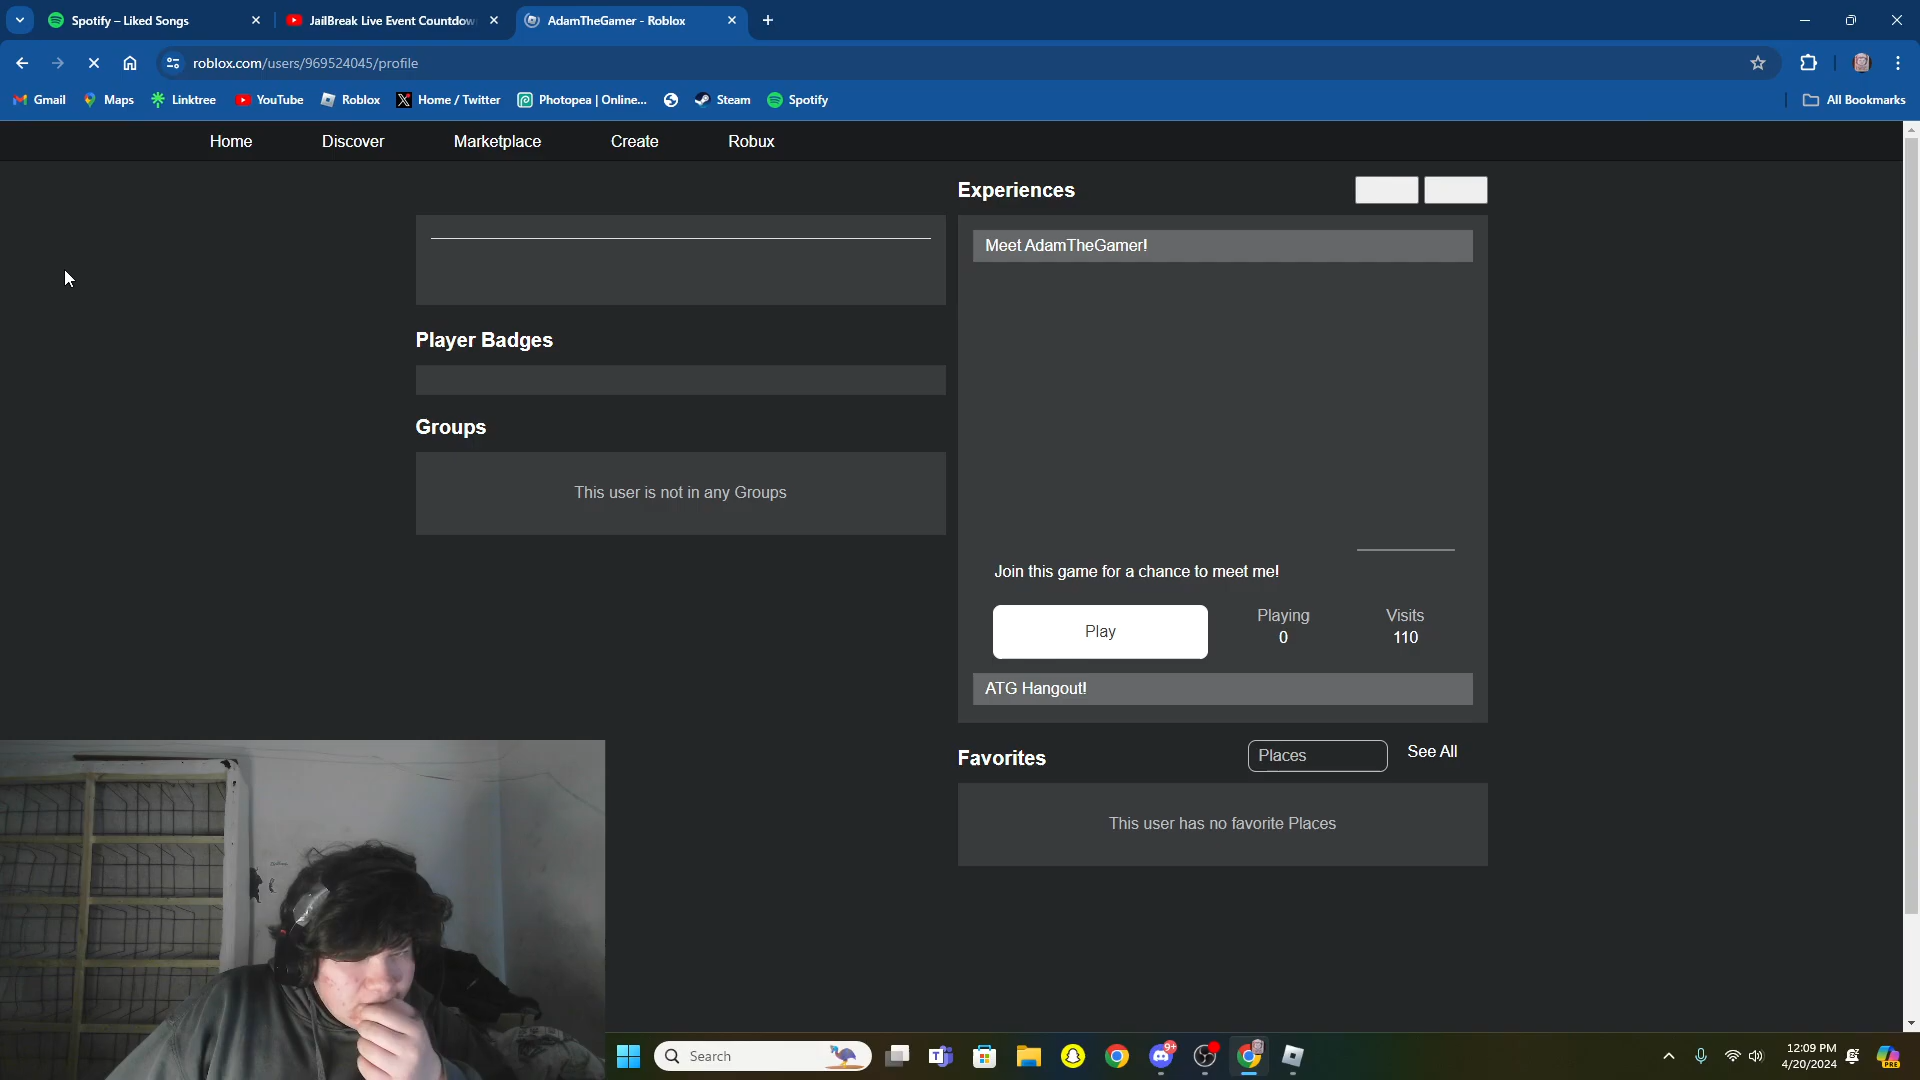 Spotify – Liked Songs
JailBreak Live Event Countdow
AdamTheGamer - Roblox
roblox.com/users/969524045/profile
Gmail
Maps
Linktree
YouTube
Roblox
Home / Twitter
Photopea | Online...
Steam
Spotify
All Bookmarks
Home
Discover
Marketplace
Create
Robux
Experiences
Meet AdamTheGamer!
Player Badges
Groups
This user is not in any Groups
Join this game for a chance to meet me!
Play
Playing
0
Visits
110
ATG Hangout!
Favorites
Places
See All
This user has no favorite Places
Search
9+
12:09 PM
4/20/2024
PRE